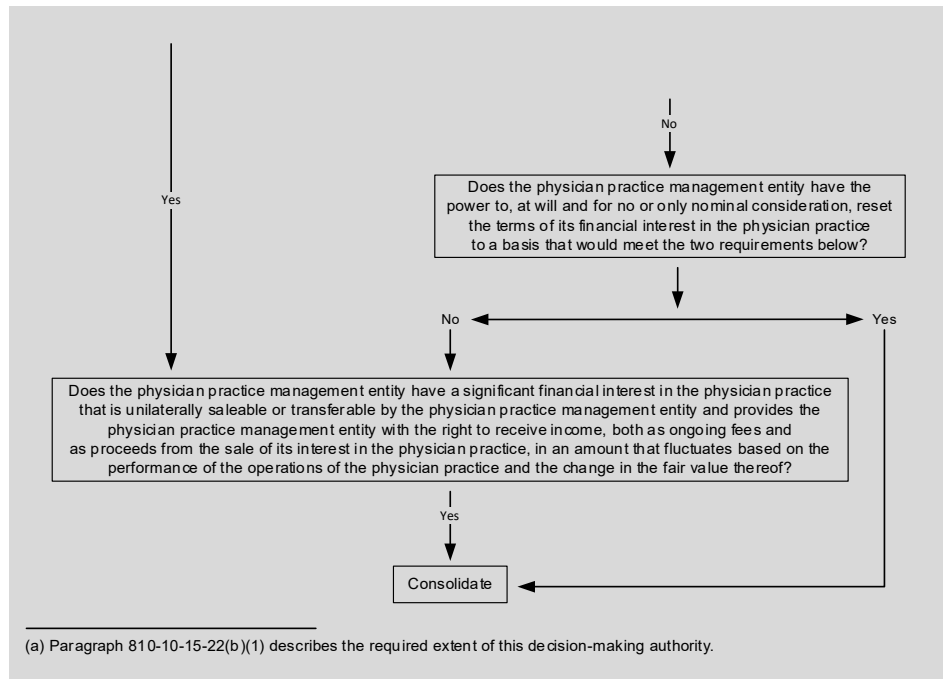 No
Yes
Does the physician practice management entity have the
power to, at will and for no or only nominal consideration, reset
the terms of its financial interest in the physician practice
to a basis that would meet the two requirements below?
No
Yes
Does the physician practice management entity have a significant financial interest in the physician practice
that is unilaterally saleable or transferable by the physician practice management entity and provides the
physician practice management entity with the right to receive income, both as ongoing fees and
as proceeds from the sale of its interest in the physician practice, in an amount that fluctuates based on the
performance of the operations of the physician practice and the change in the fair value thereof?
Yes
Consolidate
(a) Paragraph 810-10-15-22(b)(1) describes the required extent of this decision-making authority.